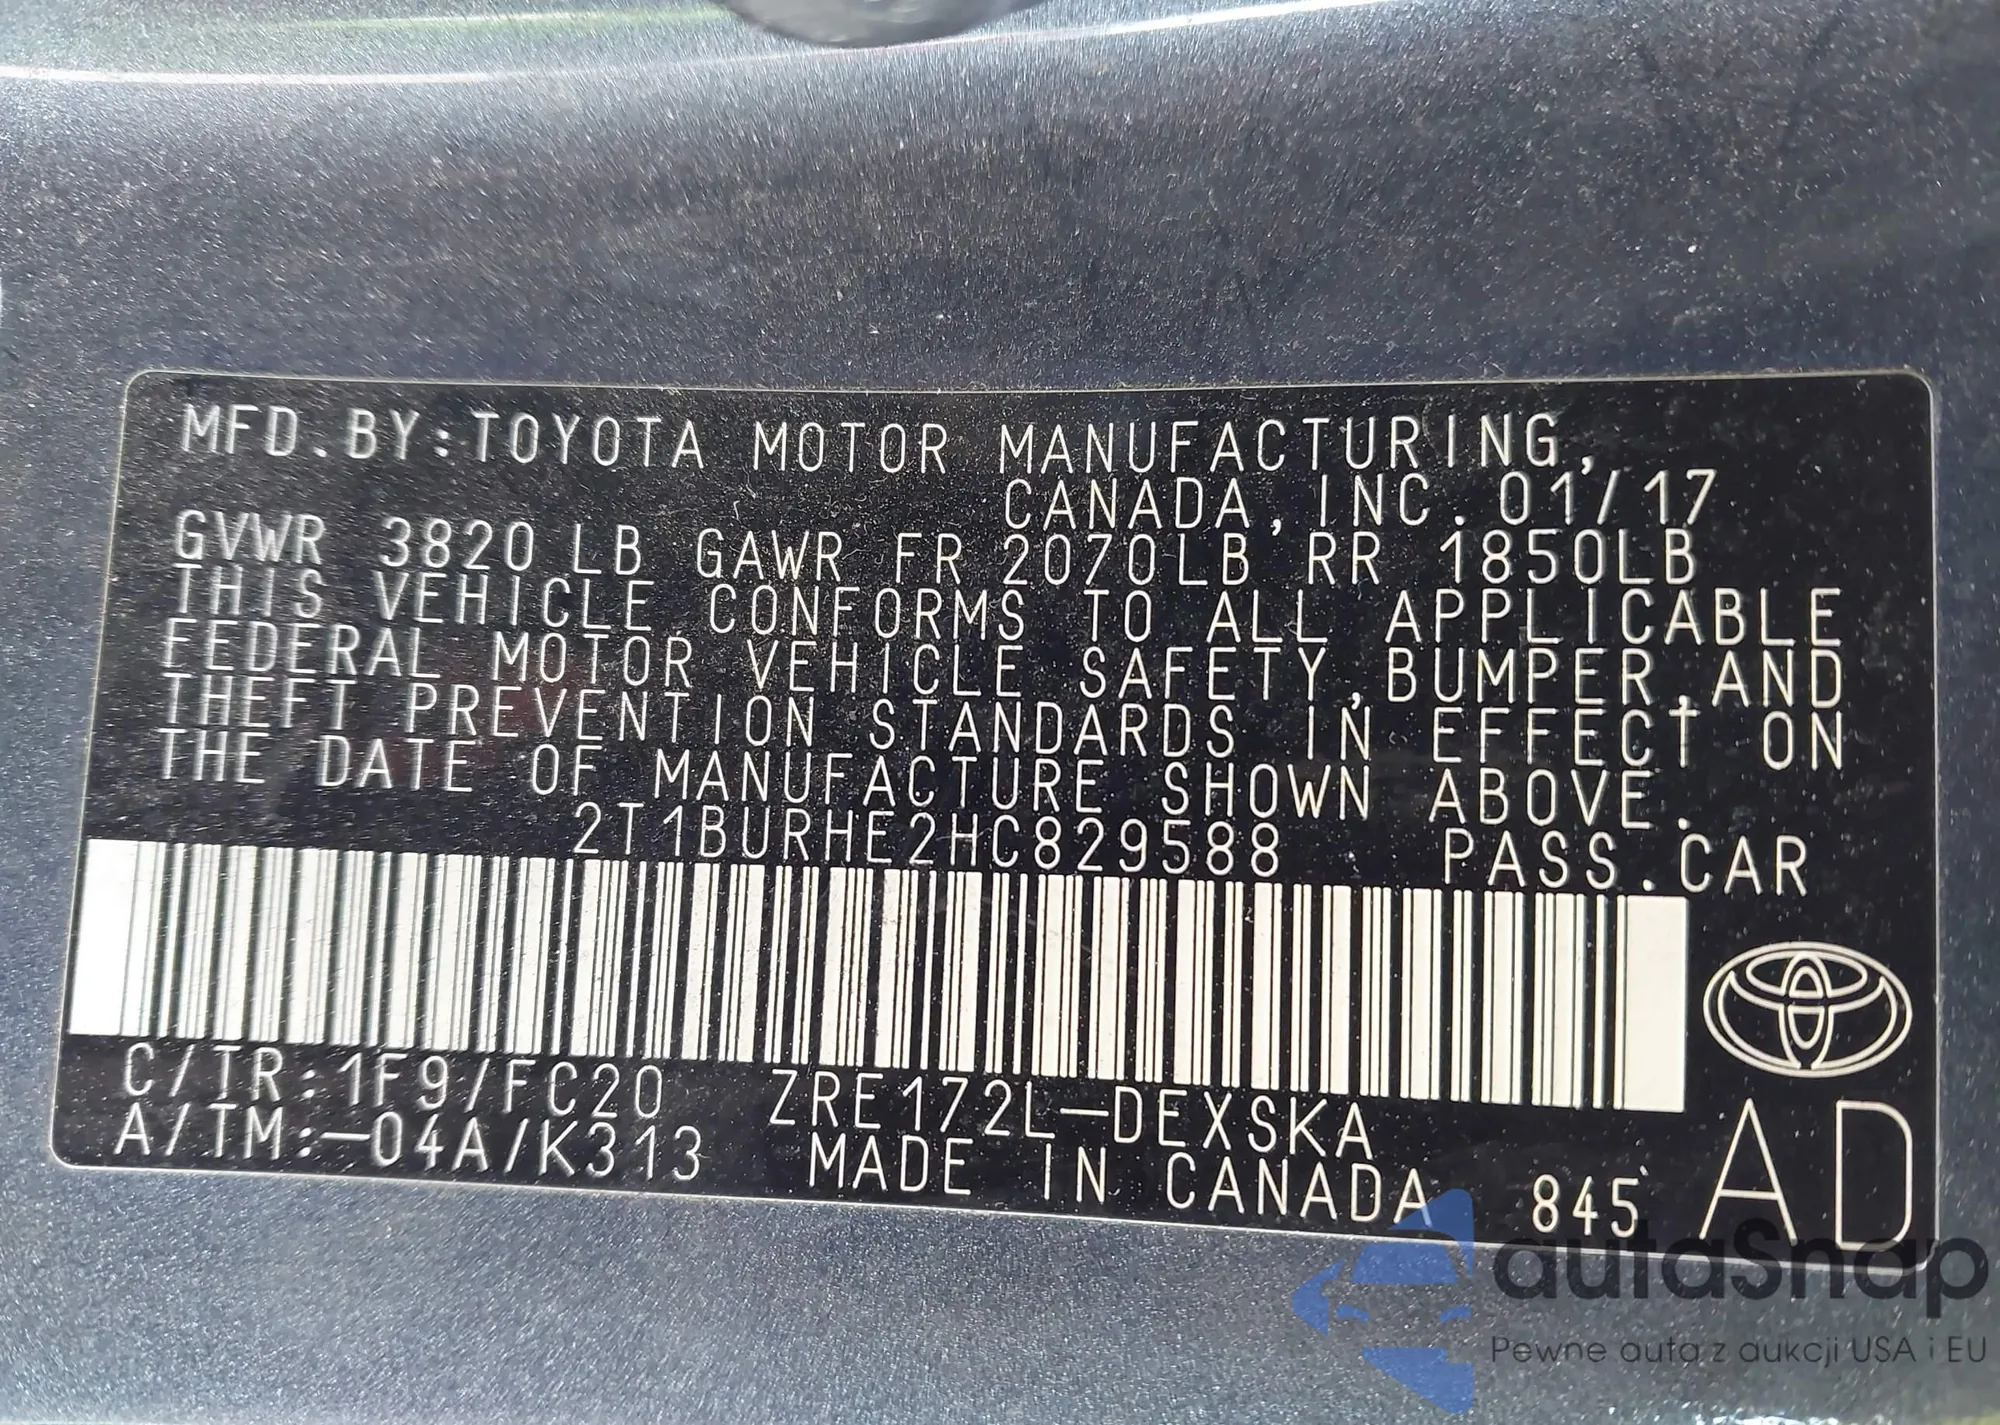 MFD.BY:TOYOTA MOTOR MANUFACTURING,
CANADA,INC.01/17
GVWR 3820LB GAWR FR 2070LB RR 1850LB
THIS VEHICLE CONFORMS TO ALL APPLICABLE
FEDERAL MOTOR VEHICLE SAFETY,BUMPER,AND
THEFT PREVENTION STANDARDS IN EFFECT ON
THE DATE OF MANUFACTURE SHOWN ABOVE.
2T1BURHE2HC829588 PASS.CAR
C/TR:1F9/FC20 ZRE172L-DEXSKA
A/TM:-04A/K313 MADE IN CANADA 845 AD
autaSnap
Pewne auta z aukcji USA i EU